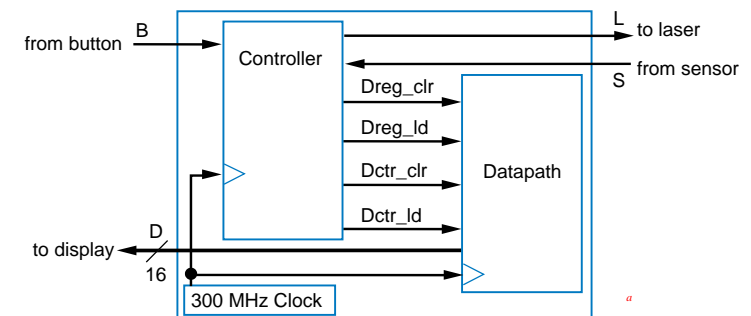 from button
B
Controller
L
to laser
S
from sensor
Dreg_clr
Dreg_ld
Dctr_clr
Dctr_ld
Datapath
D
to display
16
300 MHz Clock
a